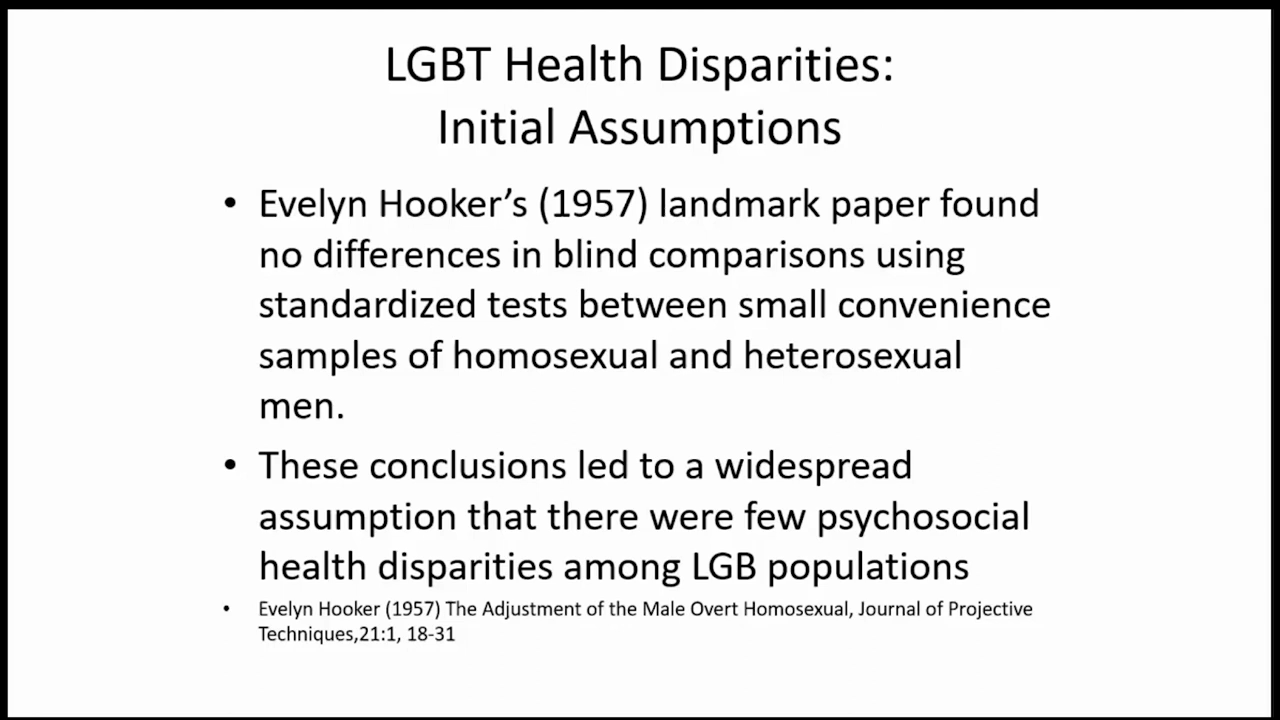 LGBT Health Disparities:
Initial Assumptions
• Evelyn Hooker’s (1957) landmark paper found
no differences in blind comparisons using
standardized tests between small convenience
samples of homosexual and heterosexual
men.
• These conclusions led to a widespread
assumption that there were few psychosocial
health disparities among LGB populations
• Evelyn Hooker (1957) The Adjustment of the Male Overt Homosexual, Journal of Projective
Techniques,21:1, 18-31